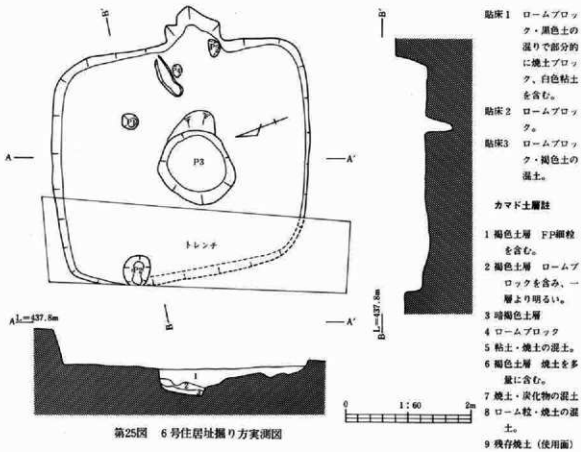 B'
A
A'
P3
トレンチ
B
A L=437.8m A'
1
2
3
第25図 6号住居址掘り方実測図
B'
B L=437.8m
0 1:60 2m
貼床1 ロームブロッ
ク・黒色土の
混りで部分的
に焼土ブロッ
ク、白色粘土
を含む。
貼床2 ロームブロッ
ク。
貼床3 ロームブロッ
ク・褐色土の
混土。
カマド土層註
1 褐色土層 FP細粒
を含む。
2 褐色土層 ロームブ
ロックを含み、一
層より明るい。
3 暗褐色土層
4 ロームブロック
5 粘土・焼土の混土。
6 褐色土層 焼土を多
量に含む。
7 焼土・炭化物の混土
8 ローム粒・焼土の混
土。
9 残存焼土（使用面）